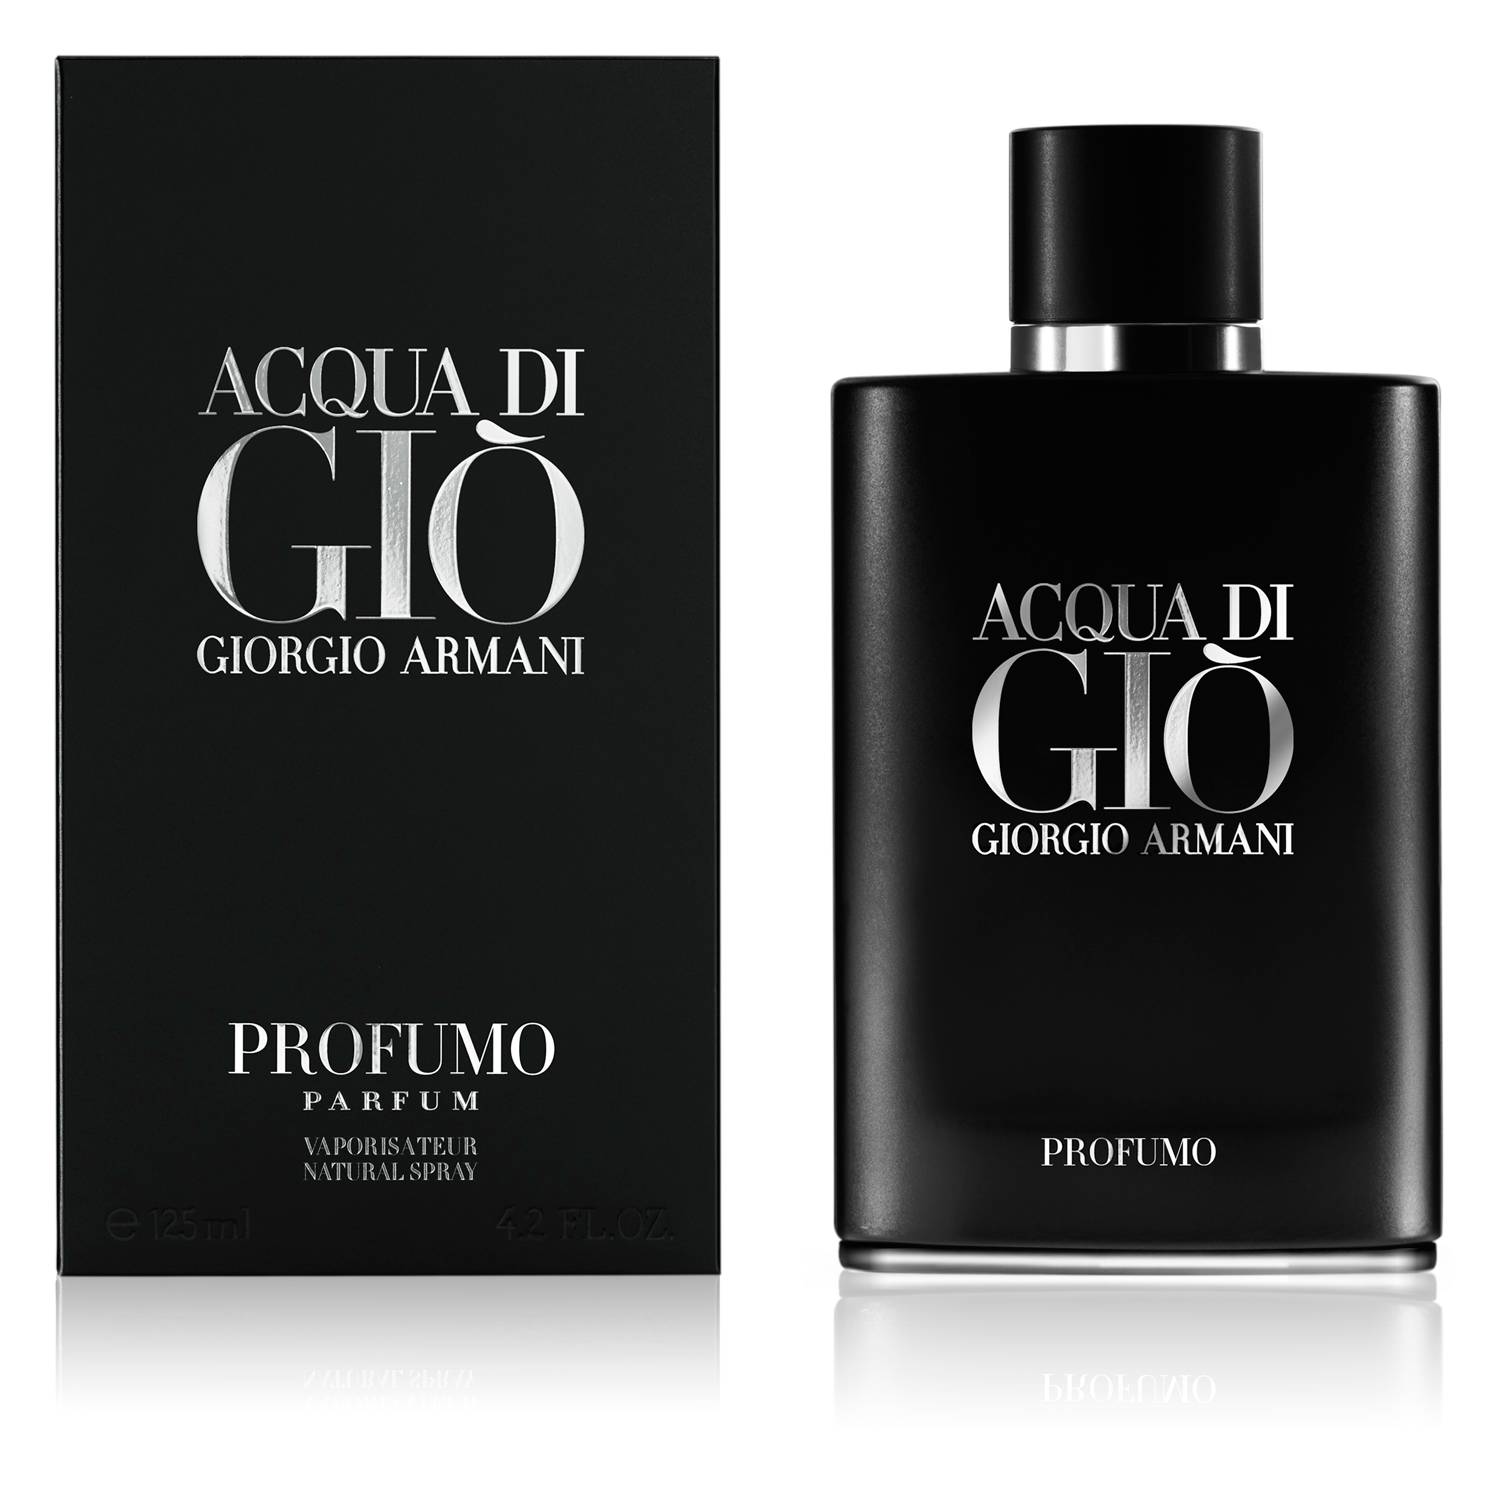 ACQUA DI
GIÒ
GIORGIO ARMANI
PROFUMO
PARFUM
VAPORISATEUR
NATURAL SPRAY
e 125 ml 4.2 FL.OZ.
ACQUA DI
GIÒ
GIORGIO ARMANI
PROFUMO